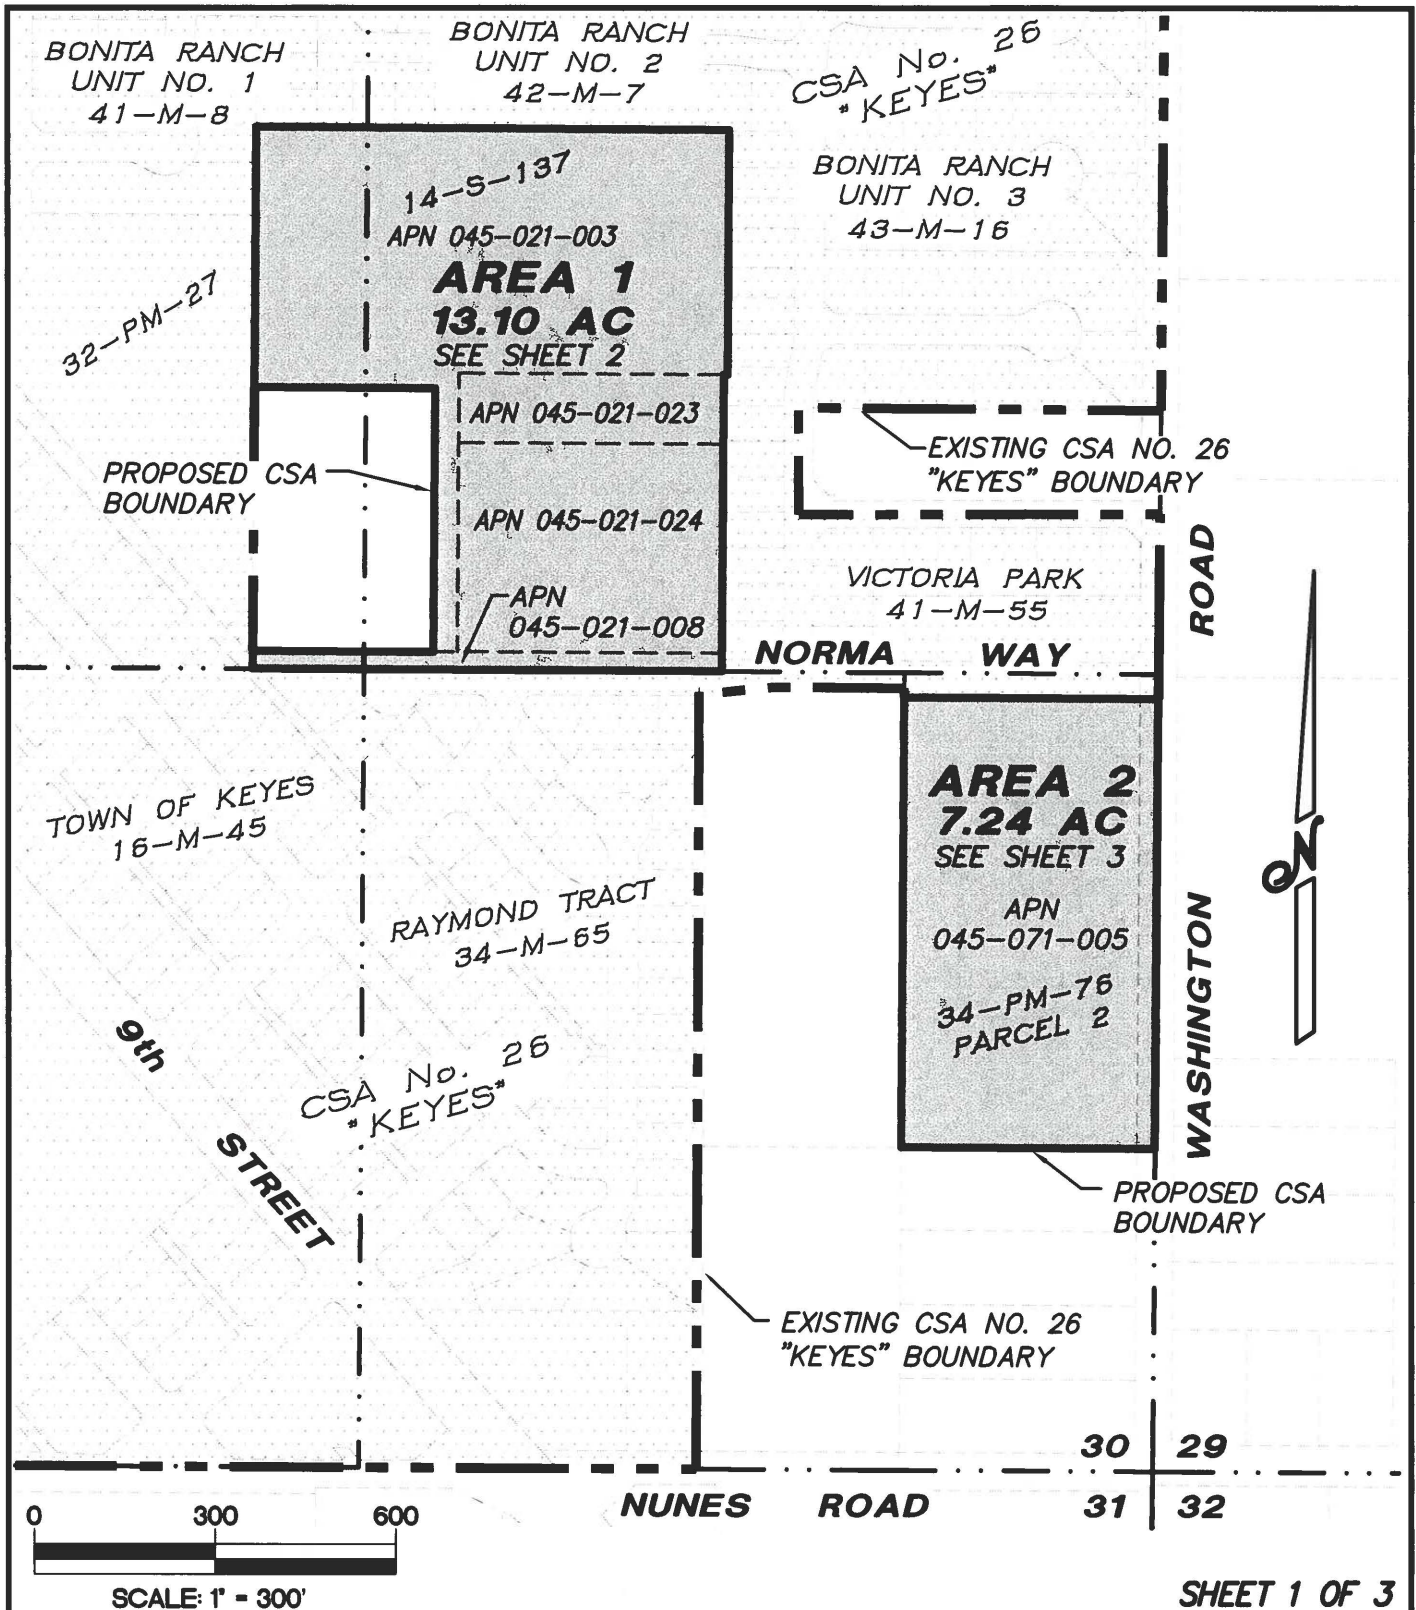 BONITA RANCH
UNIT NO. 1
41-M-8
BONITA RANCH
UNIT NO. 2
42-M-7
CSA No. 26
"KEYES"
BONITA RANCH
UNIT NO. 3
43-M-16
14-S-137
APN 045-021-003
AREA 1
13.10 AC
SEE SHEET 2
32-PM-27
APN 045-021-023
PROPOSED CSA
BOUNDARY
APN 045-021-024
APN
045-021-008
EXISTING CSA NO. 26
"KEYES" BOUNDARY
VICTORIA PARK
41-M-55
NORMA WAY
WASHINGTON ROAD
AREA 2
7.24 AC
SEE SHEET 3
APN
045-071-005
34-PM-76
PARCEL 2
N
TOWN OF KEYES
16-M-45
RAYMOND TRACT
34-M-65
9th STREET
CSA No. 26
"KEYES"
PROPOSED CSA
BOUNDARY
EXISTING CSA NO. 26
"KEYES" BOUNDARY
30 29
NUNES ROAD 31 32
0 300 600
SCALE: 1" = 300'
SHEET 1 OF 3